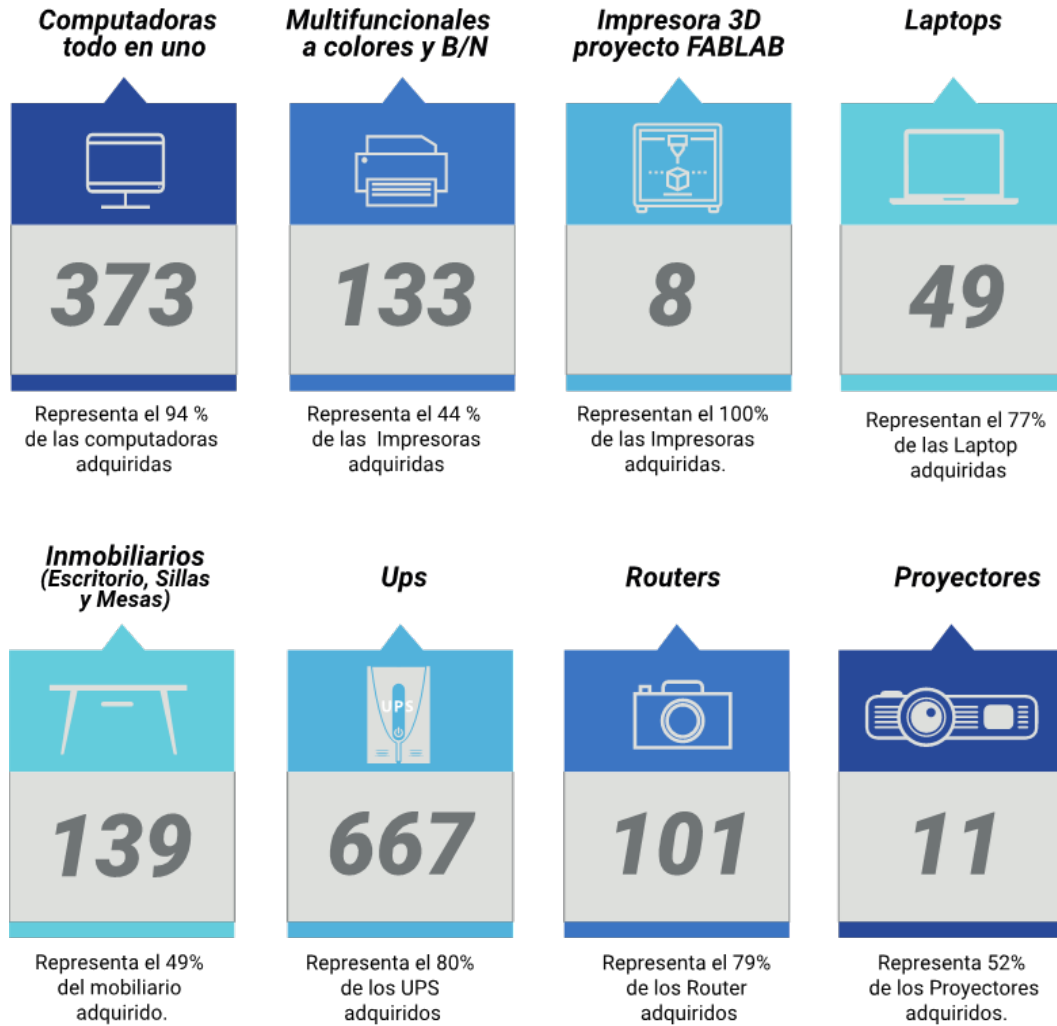 Computadoras
todo en uno
373
Representa el 94 %
de las computadoras
adquiridas
Multifuncionales
a colores y B/N
133
Representa el 44 %
de las Impresoras
adquiridas
Impresora 3D
proyecto FABLAB
8
Representan el 100%
de las Impresoras
adquiridas.
Laptops
49
Representan el 77%
de las Laptop
adquiridas
Inmobiliarios
(Escritorio, Sillas
y Mesas)
139
Representa el 49%
del mobiliario
adquirido.
Ups
UPS
667
Representa el 80%
de los UPS
adquiridos
Routers
101
Representa el 79%
de los Router
adquiridos
Proyectores
11
Representa 52%
de los Proyectores
adquiridos.